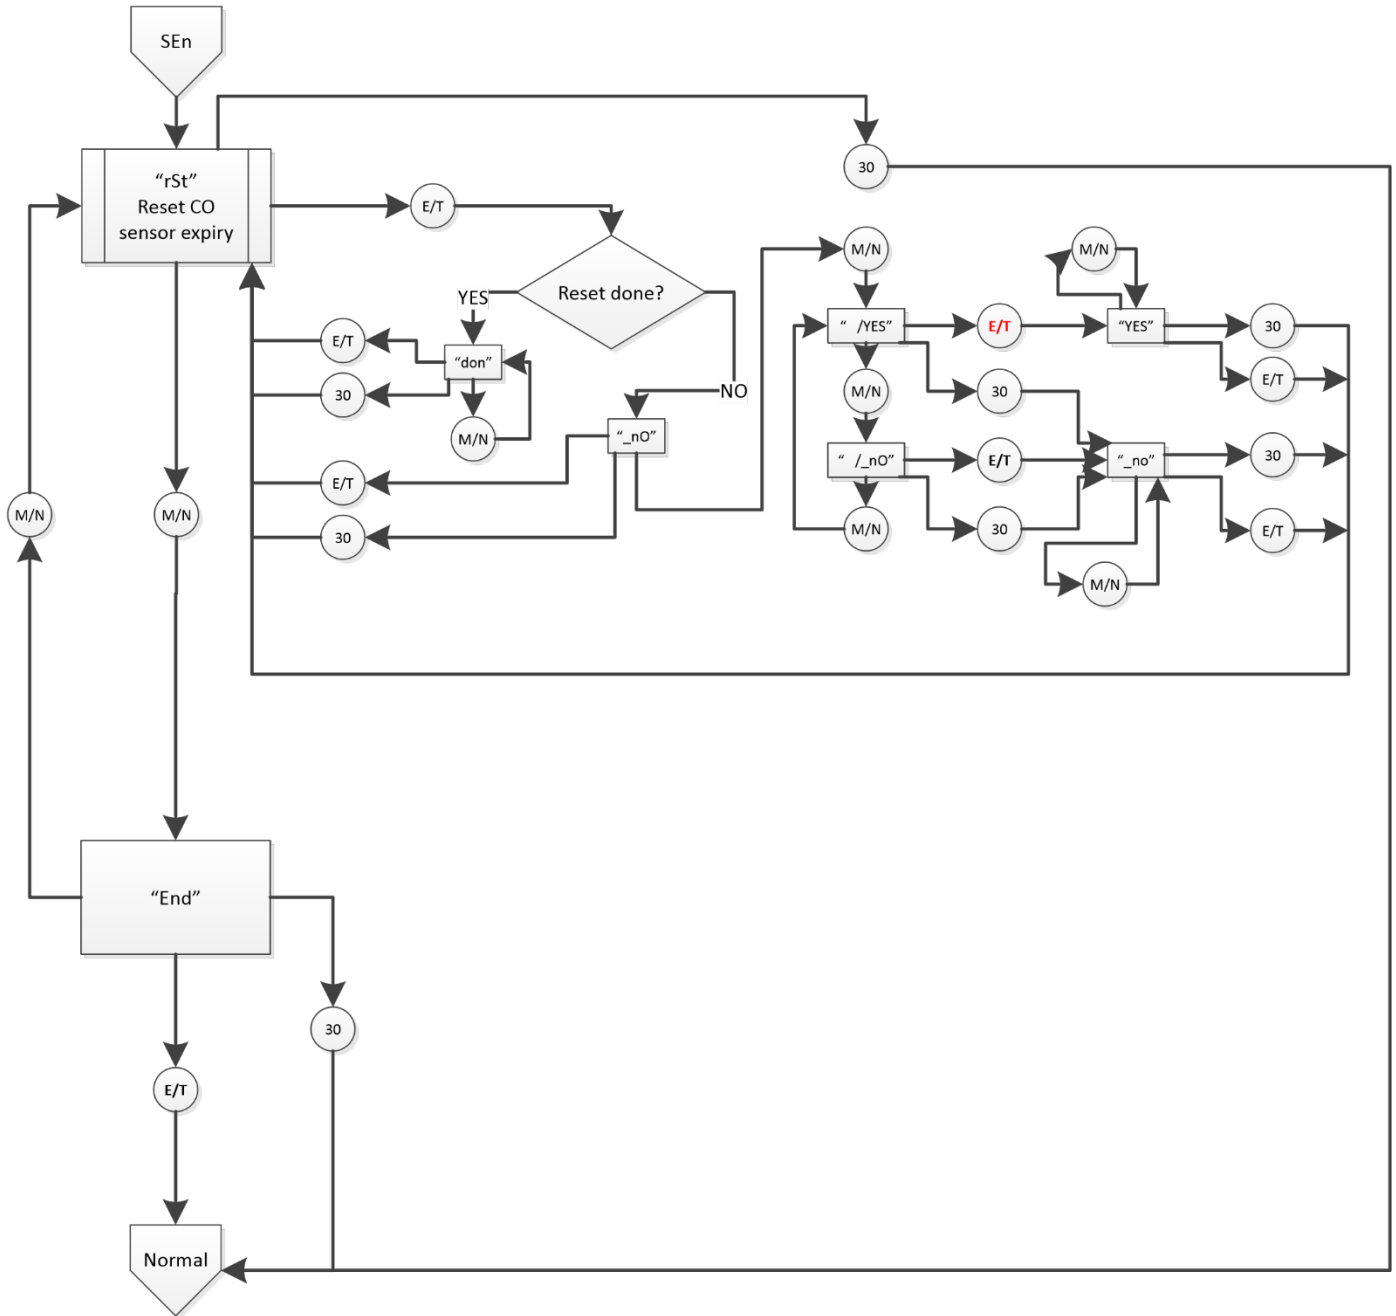 SEn
30
“rSt”
Reset CO
sensor expiry
E/T
M/N
M/N
Reset done?
YES
“   /YES”
E/T
“YES”
30
E/T
“don”
E/T
30
M/N
30
NO
M/N
“_nO”
M/N
“   /_nO”
E/T
“_no”
30
E/T
M/N
M/N
30
E/T
30
M/N
M/N
“End”
30
E/T
Normal